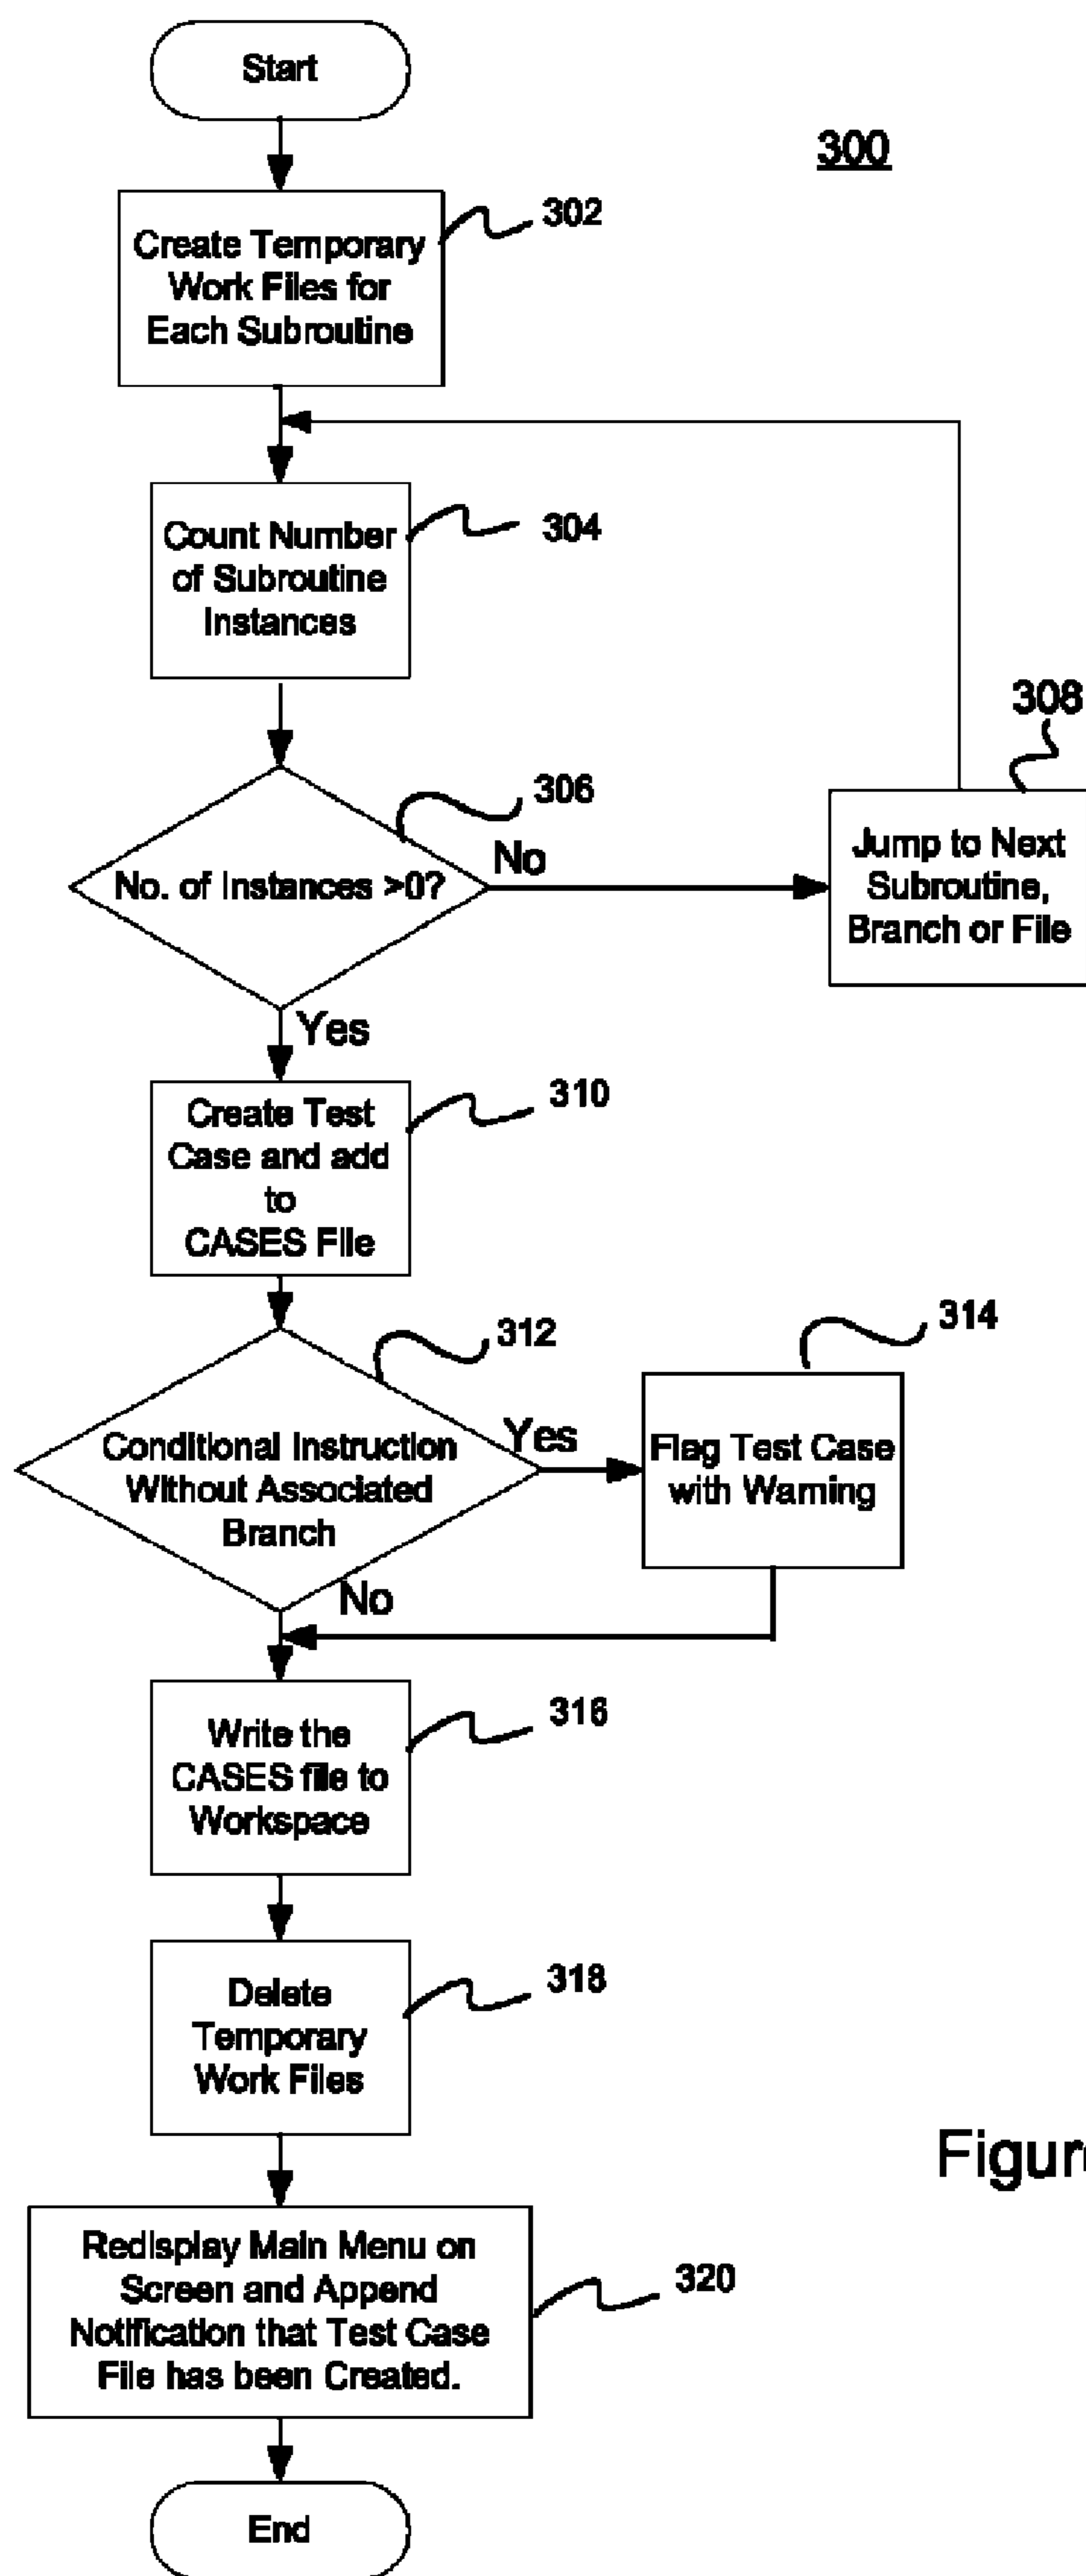 Start
300
302
Create Temporary
Work Files for
Each Subroutine
304
Count Number
of Subroutine
Instances
308
306
No. of Instances >0?
No
Jump to Next
Subroutine,
Branch or File
Yes
310
Create Test
Case and add
to
CASES File
312
314
Conditional Instruction
Without Associated
Branch
Yes
Flag Test Case
with Warning
No
316
Write the
CASES file to
Workspace
318
Delete
Temporary
Work Files
Redisplay Main Menu on
Screen and Append
Notification that Test Case
File has been Created.
320
End